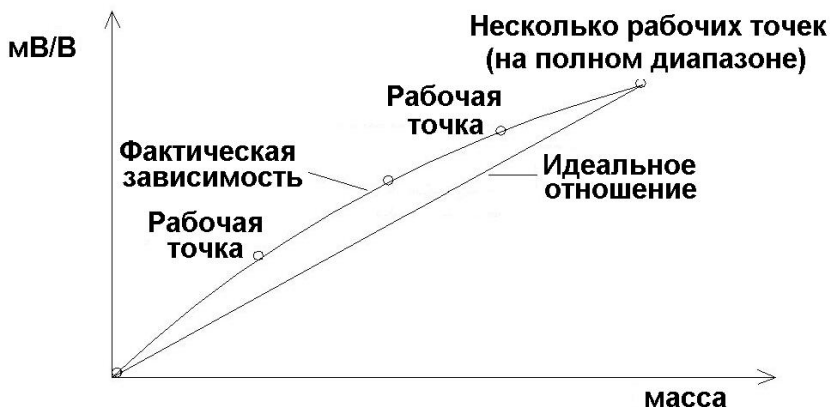 мВ/В
Несколько рабочих точек
(на полном диапазоне)
Рабочая
точка
Фактическая
зависимость
Идеальное
отношение
Рабочая
точка
масса